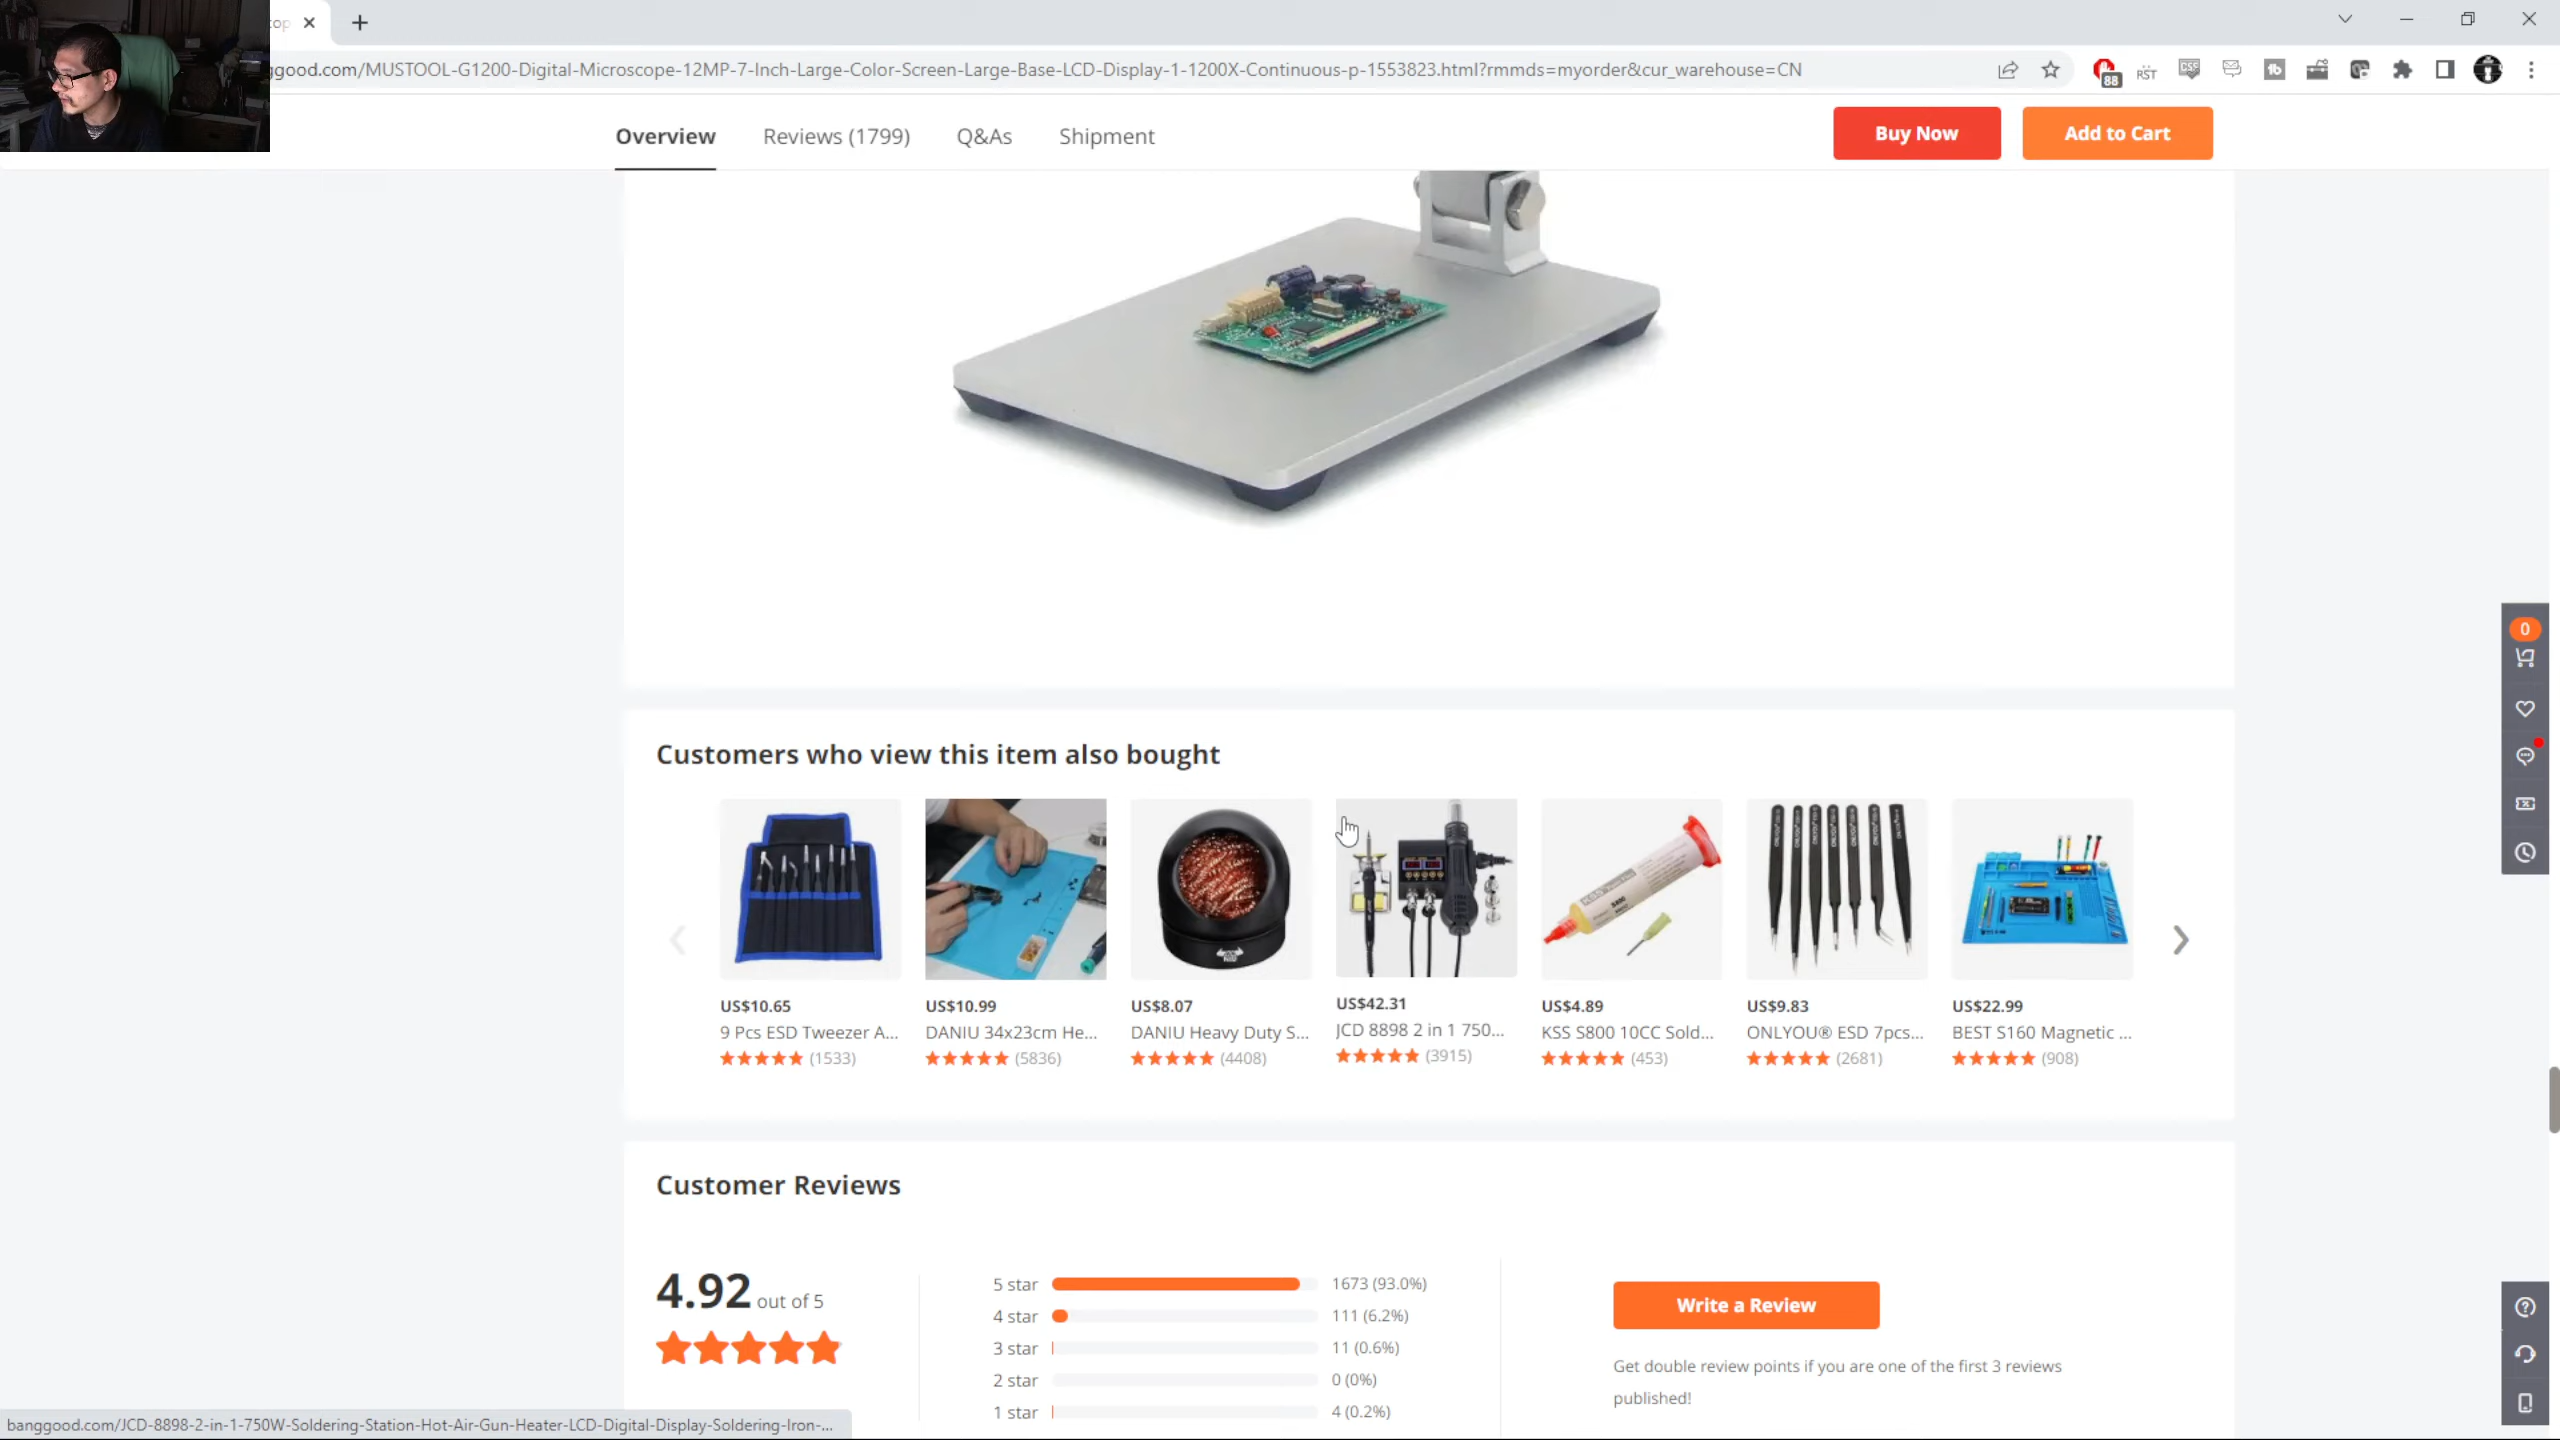 ggood.com/MUSTOOL-G1200-Digital-Microscope-12MP-7-Inch-Large-Color-Screen-Large-Base-LCD-Display-1-1200X-Continuous-p-1553823.html?rmmds=myorder&cur_warehouse=CN
88
RST
CSS
Overview
Reviews (1799)
Q&As
Shipment
Buy Now
Add to Cart
0
Customers who view this item also bought
US$10.65
US$10.99
US$8.07
US$42.31
US$4.89
US$9.83
US$22.99
9 Pcs ESD Tweezer A...
DANIU 34x23cm He...
DANIU Heavy Duty S...
JCD 8898 2 in 1 750...
KSS S800 10CC Sold...
ONLYOU® ESD 7pcs...
BEST S160 Magnetic ...
(1533)
(5836)
(4408)
(3915)
(453)
(2681)
(908)
Customer Reviews
4.92 out of 5
5 star 1673 (93.0%)
4 star 111 (6.2%)
3 star 11 (0.6%)
2 star 0 (0%)
1 star 4 (0.2%)
Write a Review
Get double review points if you are one of the first 3 reviews
published!
banggood.com/JCD-8898-2-in-1-750W-Soldering-Station-Hot-Air-Gun-Heater-LCD-Digital-Display-Soldering-Iron-...